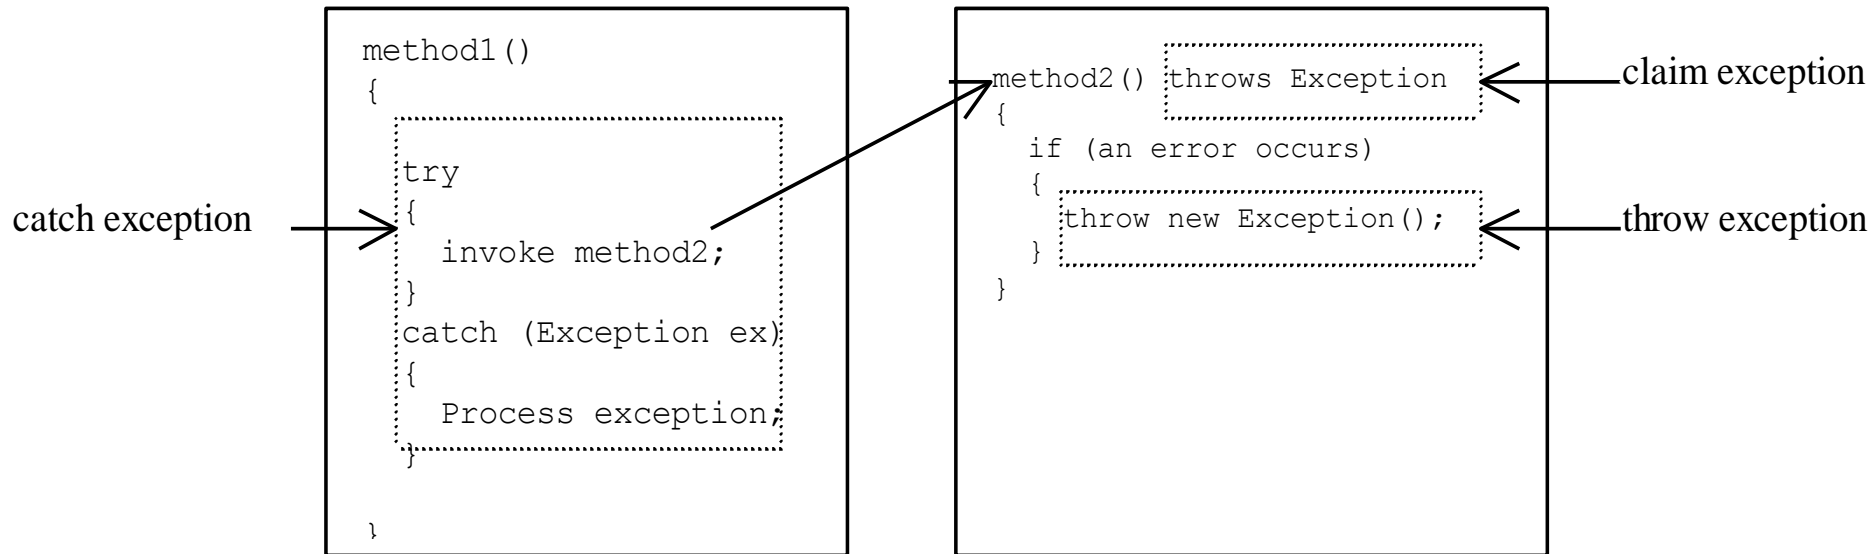 catch exception
method1()
{
try
{
invoke method2;
}
catch (Exception ex)
{
Process exception;
}
}
method2() throws Exception
{
if (an error occurs)
{
throw new Exception();
}
}
claim exception
throw exception